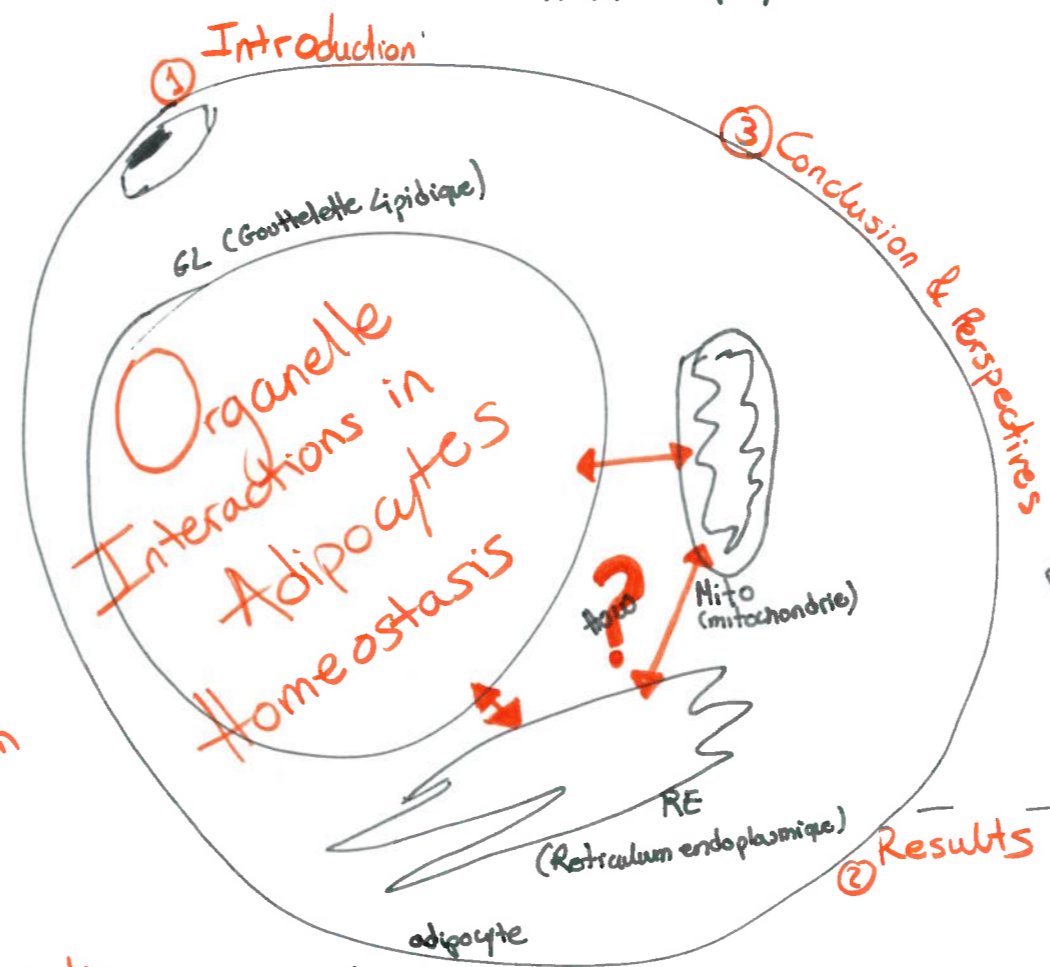 ① Introduction
③ Conclusion & Perspectives
GL (Gouttelette Lipidique)
Organelle
Interactions in
Adipocytes
Homeostasis
?
Mito
(mitochondrie)
RE
(Reticulum endoplasmique)
② Results
adipocyte